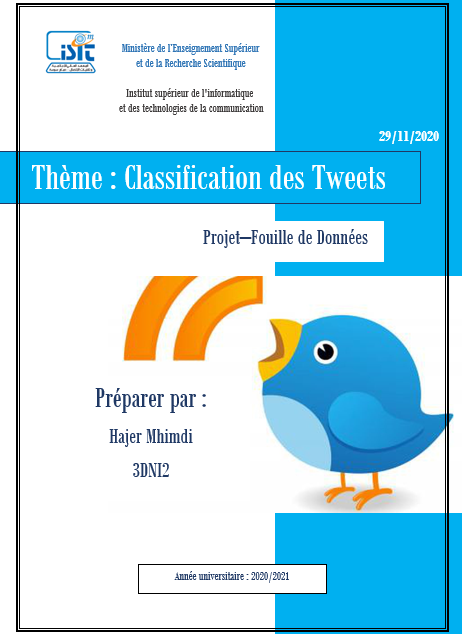 isitc
Ministère de l'Enseignement Supérieur
et de la Recherche Scientifique
Institut supérieur de l'informatique
et des technologies de la communication
29/11/2020
Thème : Classification des Tweets
Projet—Fouille de Données
Préparer par :
Hajer Mhimdi
3DNI2
Année universitaire : 2020/2021